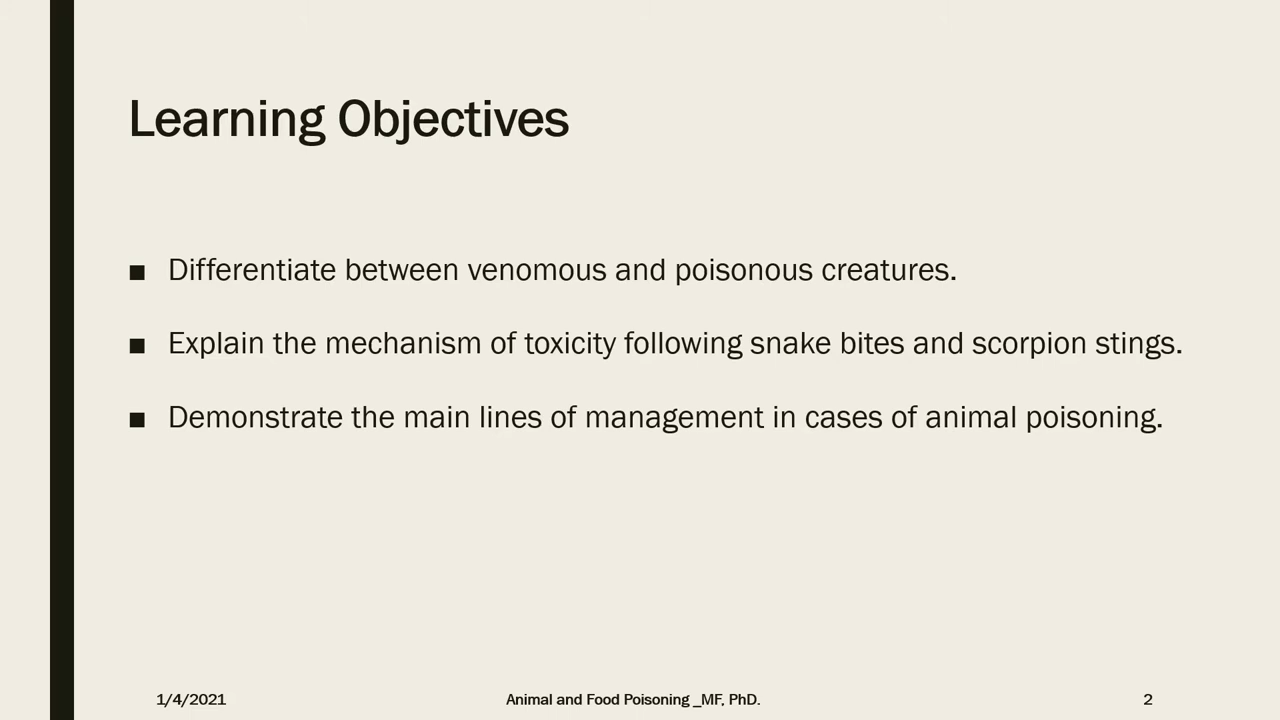 Learning Objectives
■ Differentiate between venomous and poisonous creatures.
■ Explain the mechanism of toxicity following snake bites and scorpion stings.
■ Demonstrate the main lines of management in cases of animal poisoning.
1/4/2021 Animal and Food Poisoning _MF, PhD. 2